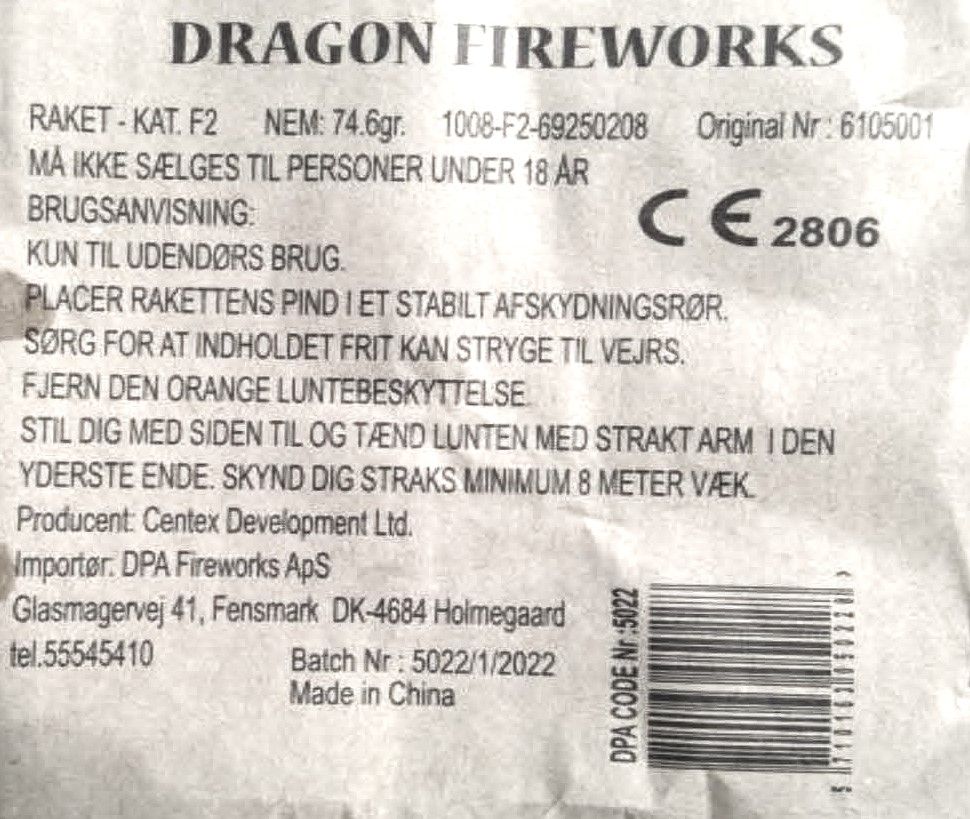 DRAGON FIREWORKS
RAKET - KAT. F2 NEM: 74.6gr. 1008-F2-69250208 Original Nr : 6105001
MÅ IKKE SÆLGES TIL PERSONER UNDER 18 ÅR
BRUGSANVISNING:
CE 2806
KUN TIL UDENDØRS BRUG.
PLACER RAKETTENS PIND I ET STABILT AFSKYDNINGSRØR.
SØRG FOR AT INDHOLDET FRIT KAN STRYGE TIL VEJRS.
FJERN DEN ORANGE LUNTEBESKYTTELSE.
STIL DIG MED SIDEN TIL OG TÆND LUNTEN MED STRAKT ARM I DEN
YDERSTE ENDE. SKYND DIG STRAKS MINIMUM 8 METER VÆK.
Producent: Centex Development Ltd.
Importør: DPA Fireworks ApS
Glasmagervej 41, Fensmark DK-4684 Holmegaard
tel.55545410
Batch Nr : 5022/1/2022
Made in China
DPA CODE Nr :5022